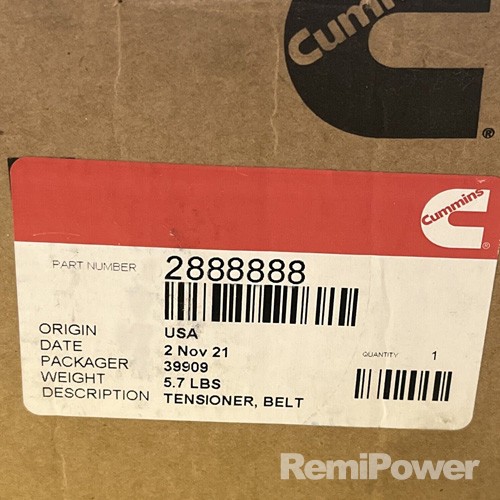 Cummins
®
Cummins
®
PART NUMBER 2888888
ORIGIN USA
DATE 2 Nov 21
PACKAGER 39909
WEIGHT 5.7 LBS
DESCRIPTION TENSIONER, BELT
QUANTITY 1
RemiPower